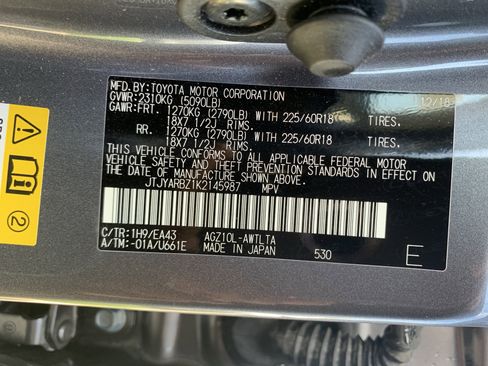 MFD.BY:TOYOTA MOTOR CORPORATION 12/18
GVWR:2310KG (5090LB)
GAWR:FRT. 1270KG (2790LB) WITH 225/60R18 TIRES.
18X7 1/2J RIMS.
RR. 1270KG (2790LB) WITH 225/60R18 TIRES.
18X7 1/2J RIMS.
THIS VEHICLE CONFORMS TO ALL APPLICABLE FEDERAL MOTOR
VEHICLE SAFETY AND THEFT PREVENTION STANDARDS IN EFFECT ON
THE DATE OF MANUFACTURE SHOWN ABOVE.
JTJYARBZ1K2145987 MPV
C/TR:1H9/EA43 AGZ10L-AWTLTA
A/TM:-01A/U661E MADE IN JAPAN 530 E
2